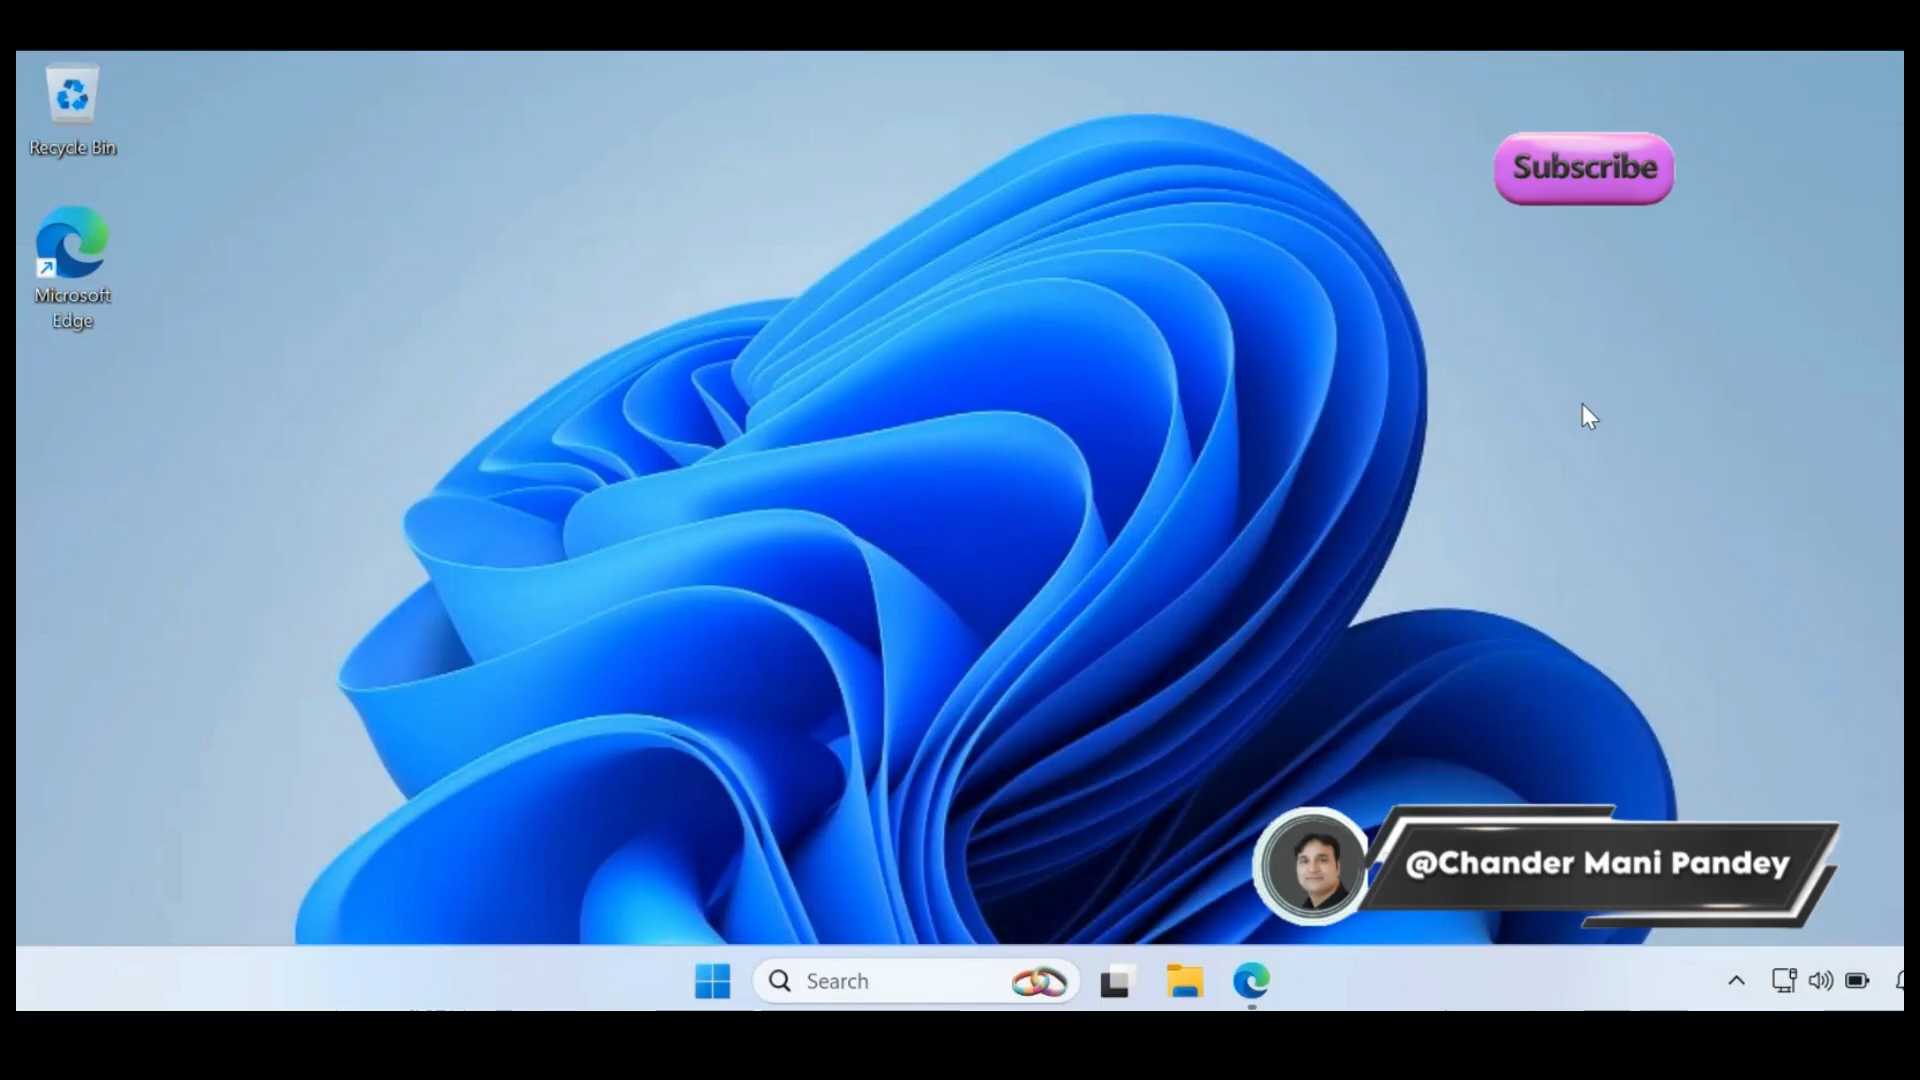 Recycle Bin
Microsoft
Edge
Subscribe
@Chander Mani Pandey
Search